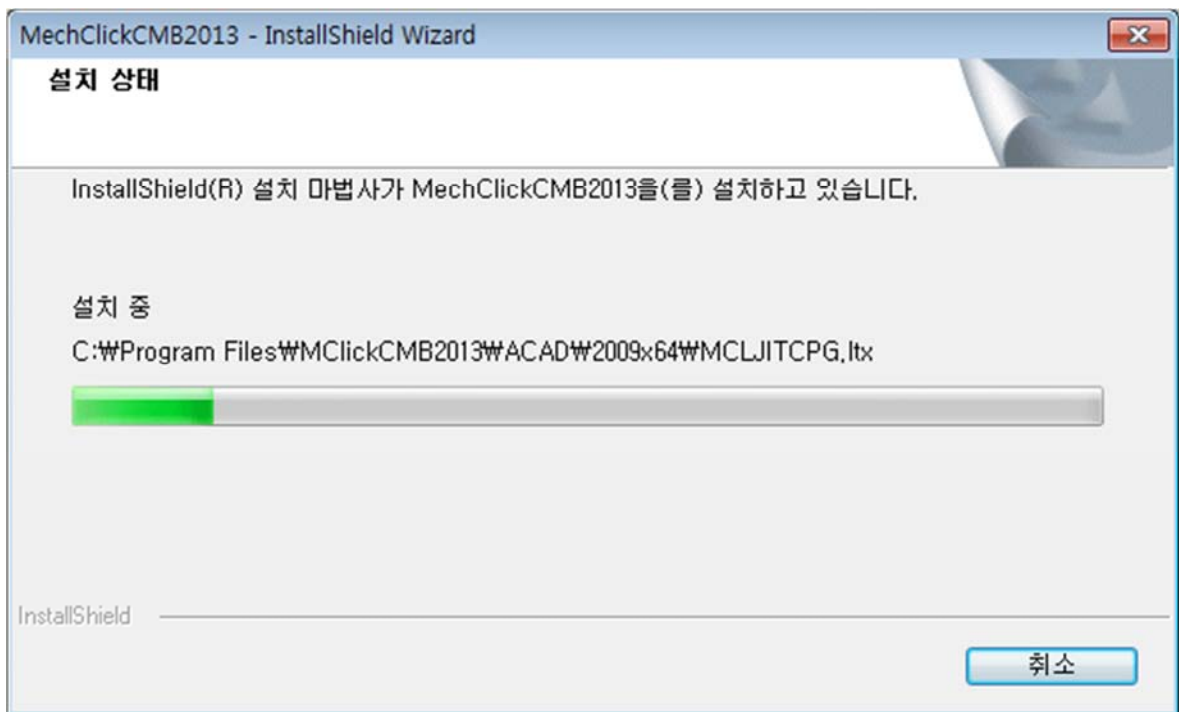 MechClickCMB2013 - InstallShield Wizard
설치 상태
InstallShield(R) 설치 마법사가 MechClickCMB2013을(를) 설치하고 있습니다.
설치 중
C:₩Program Files₩MClickCMB2013₩ACAD₩2009x64₩MCLJITCPG.ltx
InstallShield
취소